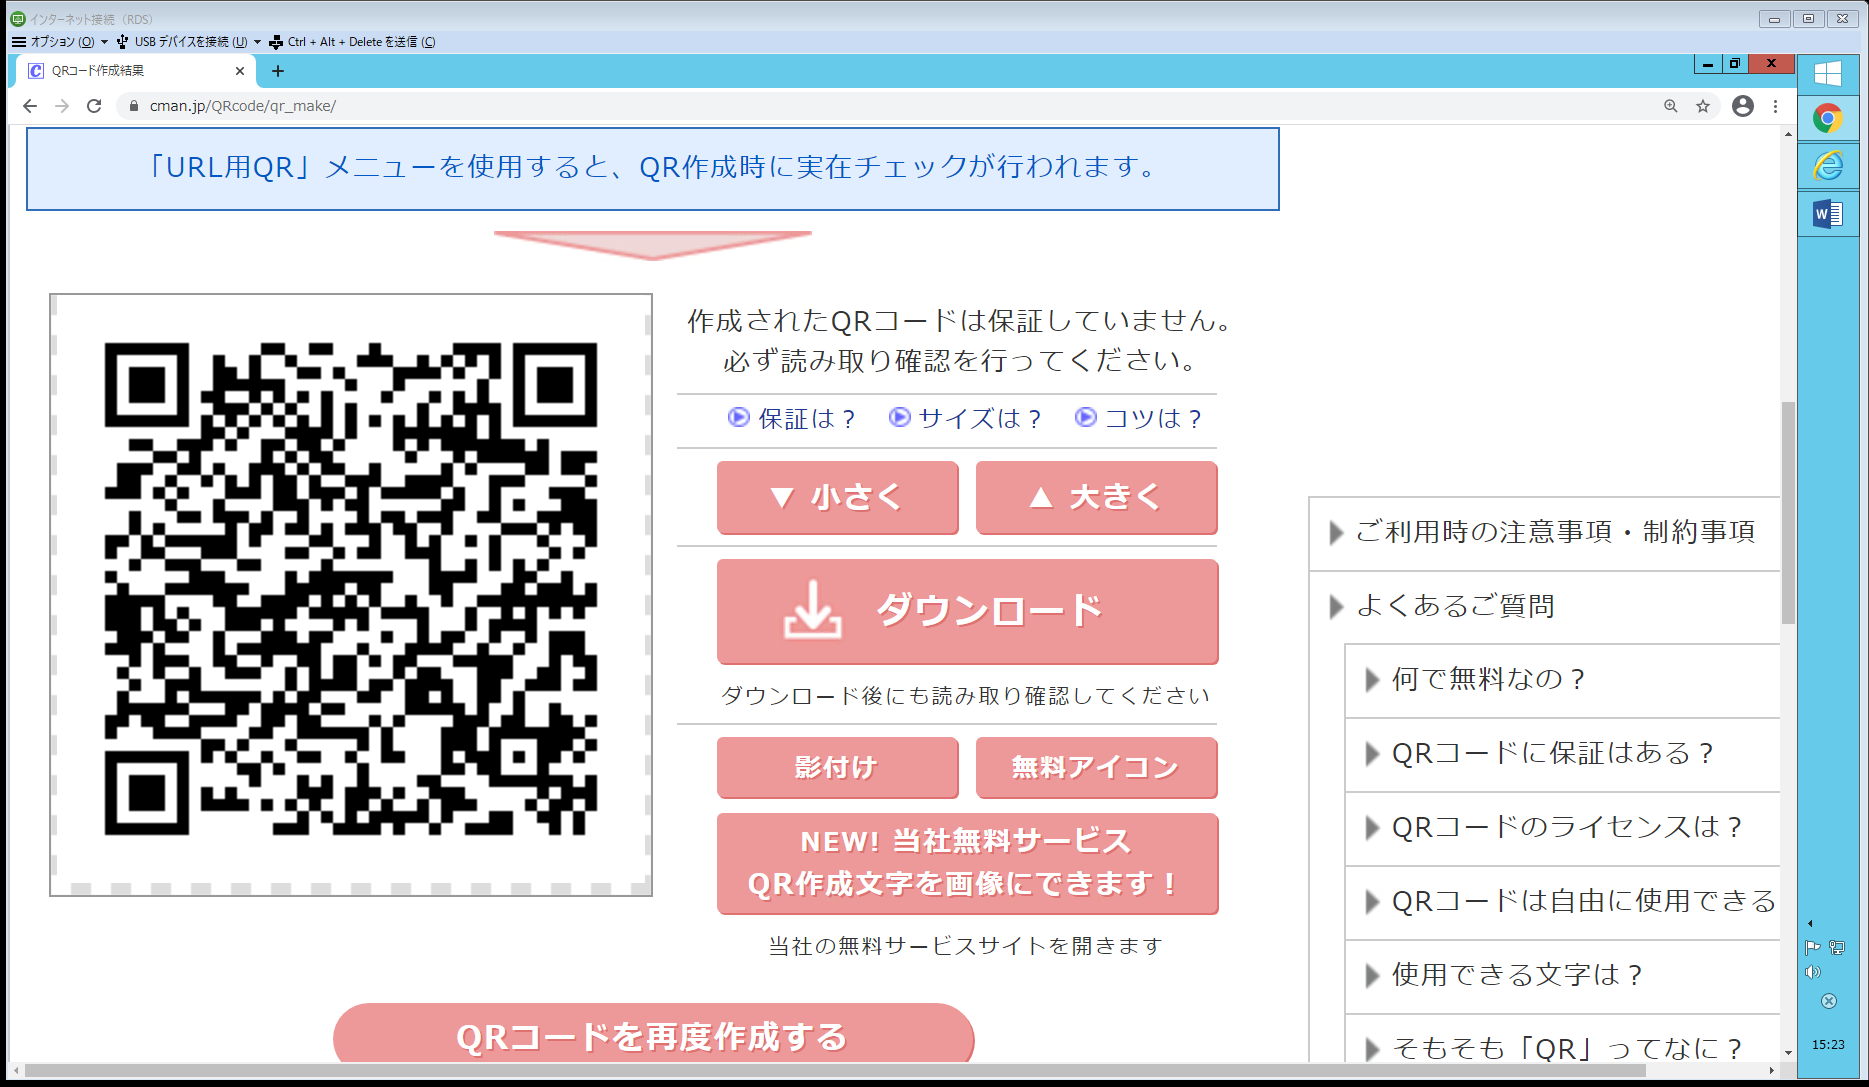 インターネット接続（RDS）
オプション (O) USB デバイスを接続 (U) Ctrl + Alt + Delete を送信 (C)
QRコード作成結果
cman.jp/QRcode/qr_make/
「URL用QR」メニューを使用すると、QR作成時に実在チェックが行われます。
作成されたQRコードは保証していません。
必ず読み取り確認を行ってください。
保証は？ サイズは？ コツは？
▼ 小さく ▲ 大きく
ダウンロード
ダウンロード後にも読み取り確認してください
影付け 無料アイコン
NEW! 当社無料サービス
QR作成文字を画像にできます！
当社の無料サービスサイトを開きます
QRコードを再度作成する
ご利用時の注意事項・制約事項
よくあるご質問
何で無料なの？
QRコードに保証はある？
QRコードのライセンスは？
QRコードは自由に使用できる
使用できる文字は？
そもそも「QR」ってなに？
15:23